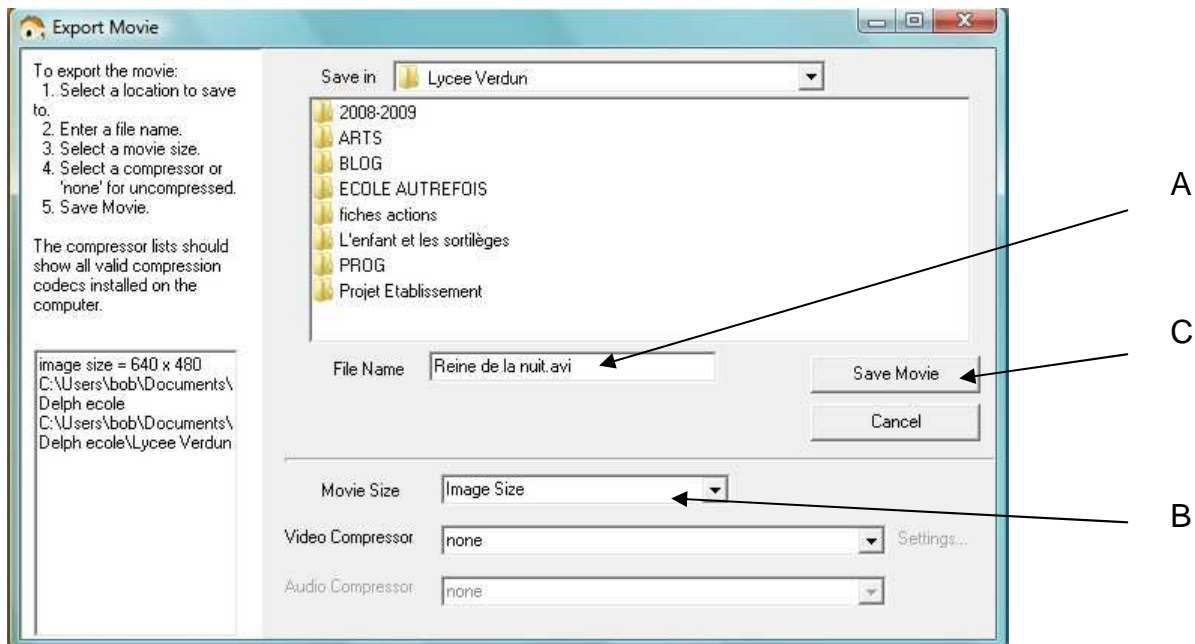 Export Movie
To export the movie:
1. Select a location to save
to.
2. Enter a file name.
3. Select a movie size.
4. Select a compressor or
'none' for uncompressed.
5. Save Movie.
The compressor lists should
show all valid compression
codecs installed on the
computer.
image size = 640 x 480
C:\Users\bob\Documents\
Delph ecole
C:\Users\bob\Documents\
Delph ecole\Lycee Verdun
Save in Lycee Verdun
2008-2009
ARTS
BLOG
ECOLE AUTREFOIS
fiches actions
L'enfant et les sortilèges
PROG
Projet Etablissement
File Name Reine de la nuit.avi
Save Movie
Cancel
Movie Size Image Size
Video Compressor none Settings...
Audio Compressor none
A
C
B